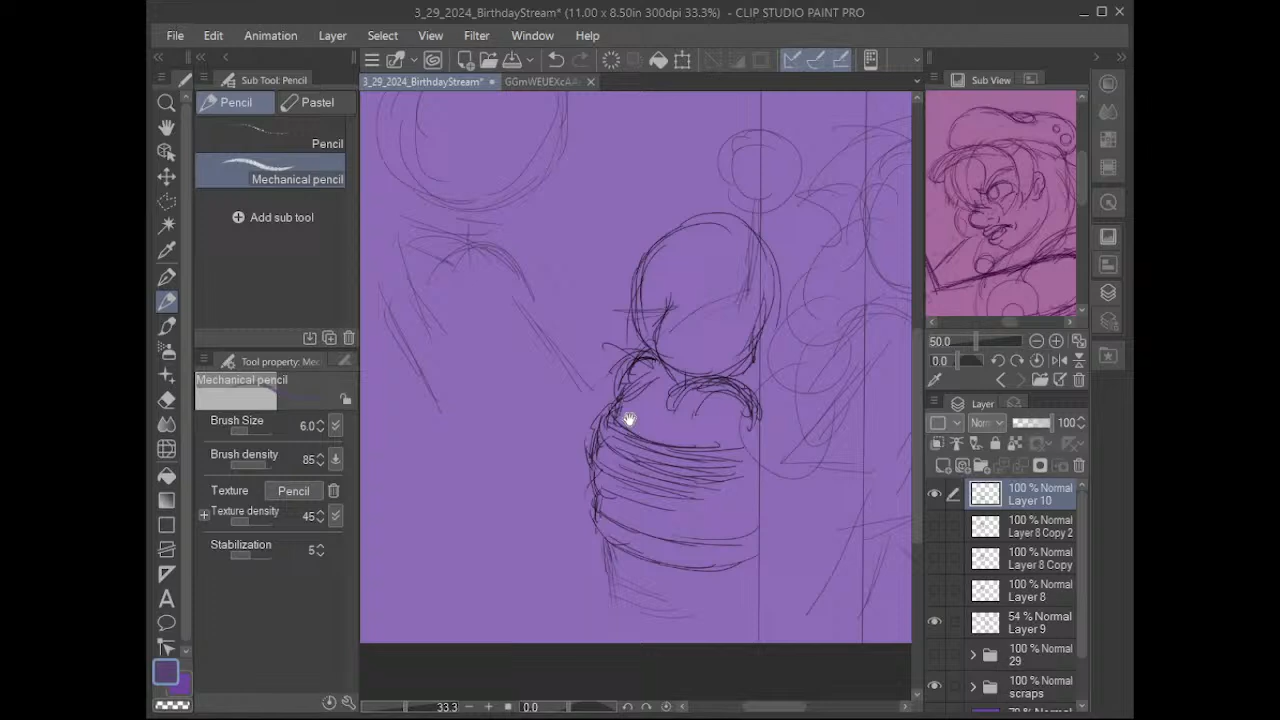 3_29_2024_BirthdayStream* (11.00 x 8.50in 300dpi 33.3%) - CLIP STUDIO PAINT PRO
File Edit Animation Layer Select View Filter Window Help
Sub Tool: Pencil
3_29_2024_BirthdayStream*
GGmWEUEXcAA
Sub View
Pencil Pastel
Pencil
Mechanical pencil
Add sub tool
50.0
0.0
Tool property: Mec
Mechanical pencil
Brush Size 6.0
Brush density 85
Texture Pencil
Texture density 45
Stabilization 5
Layer
Norm 100
100 % Normal
Layer 10
100 % Normal
Layer 8 Copy 2
100 % Normal
Layer 8 Copy
100 % Normal
Layer 8
54 % Normal
Layer 9
100 % Normal
29
100 % Normal
scraps
33.3 0.0